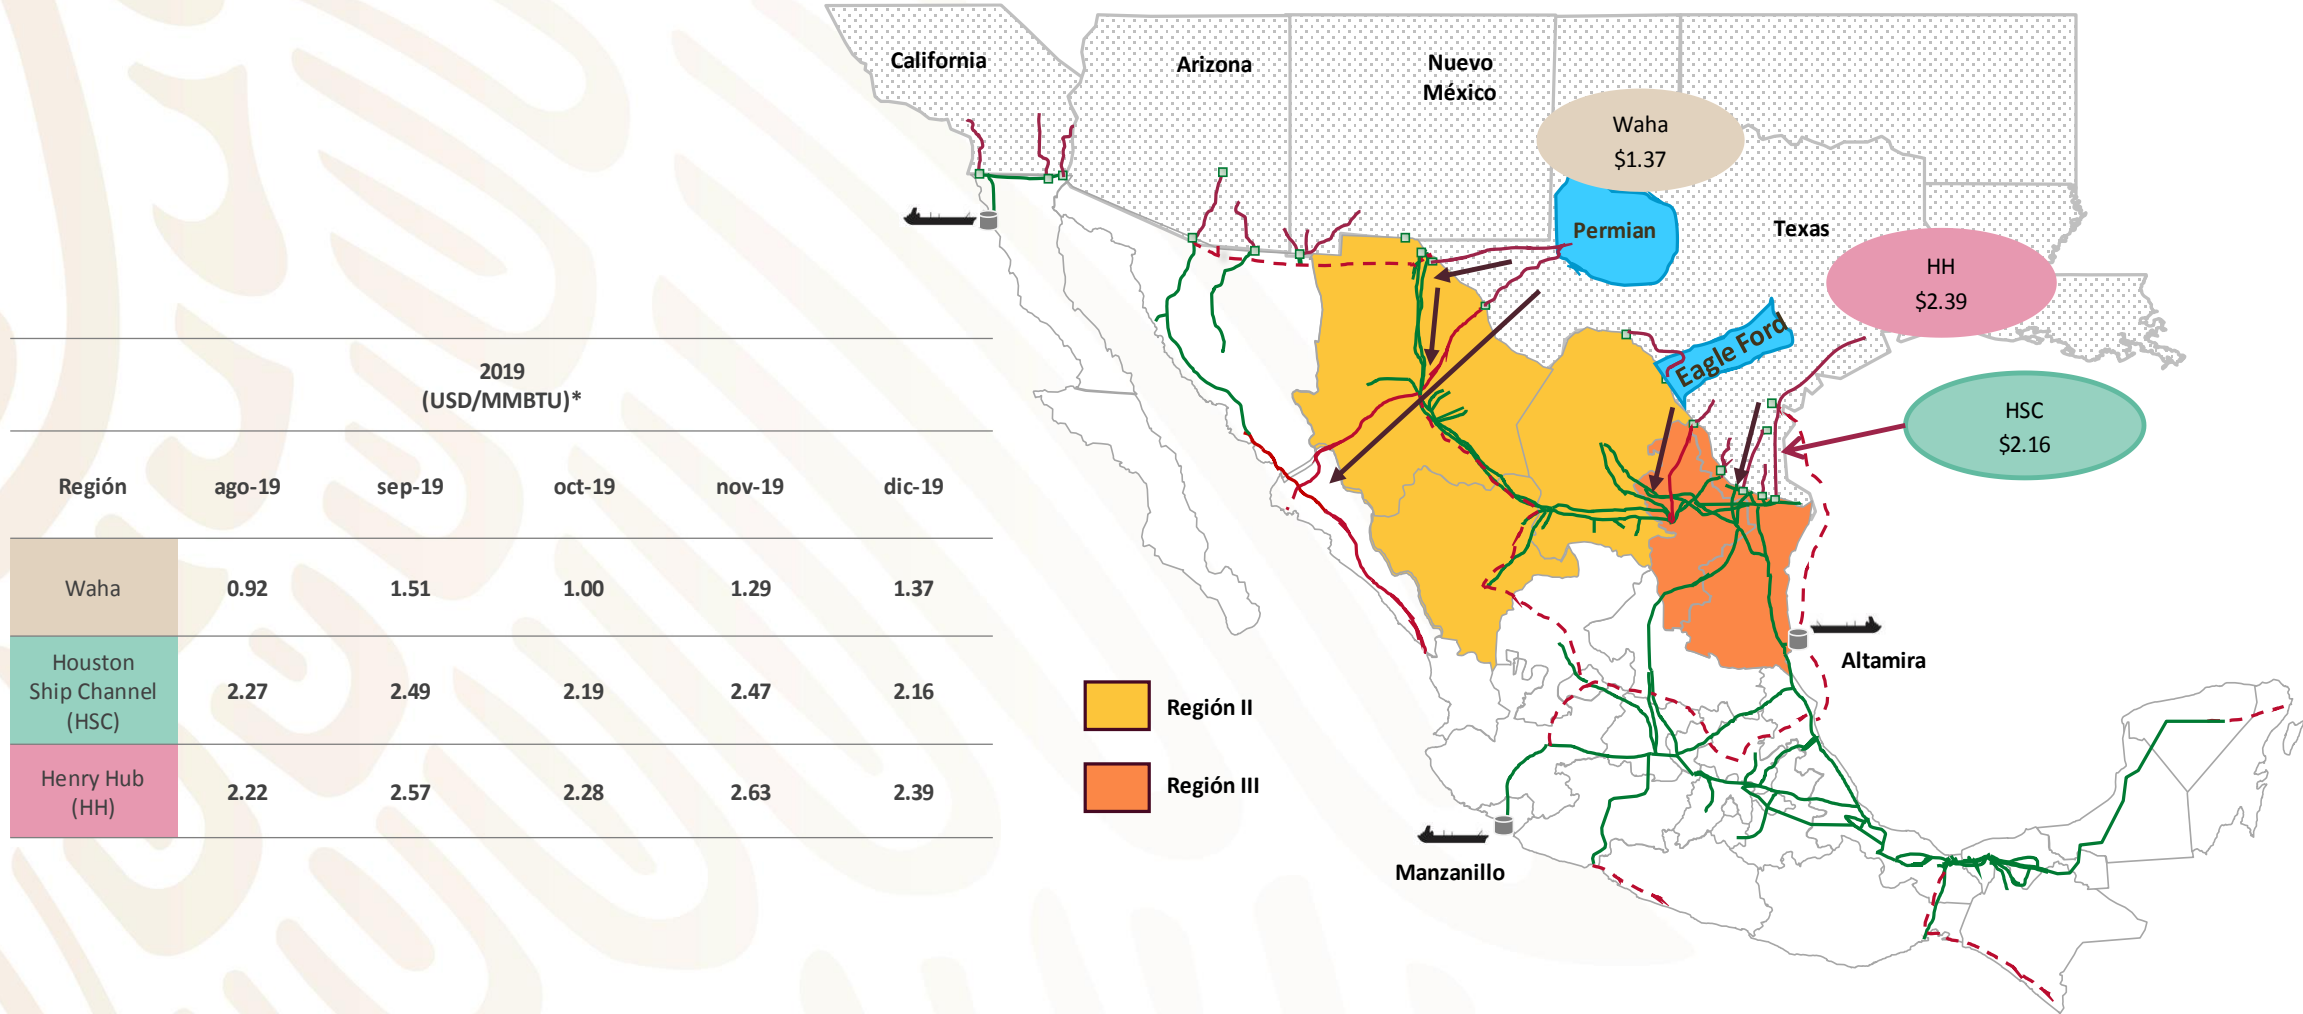 2019
(USD/MMBTU)*
Región ago-19 sep-19 oct-19 nov-19 dic-19
Waha 0.92 1.51 1.00 1.29 1.37
Houston
Ship Channel
(HSC)
2.27 2.49 2.19 2.47 2.16
Henry Hub
(HH)
2.22 2.57 2.28 2.63 2.39
California
Arizona
Nuevo
México
Waha
$1.37
Permian
Texas
HH
$2.39
Eagle Ford
HSC
$2.16
Altamira
Región II
Región III
Manzanillo